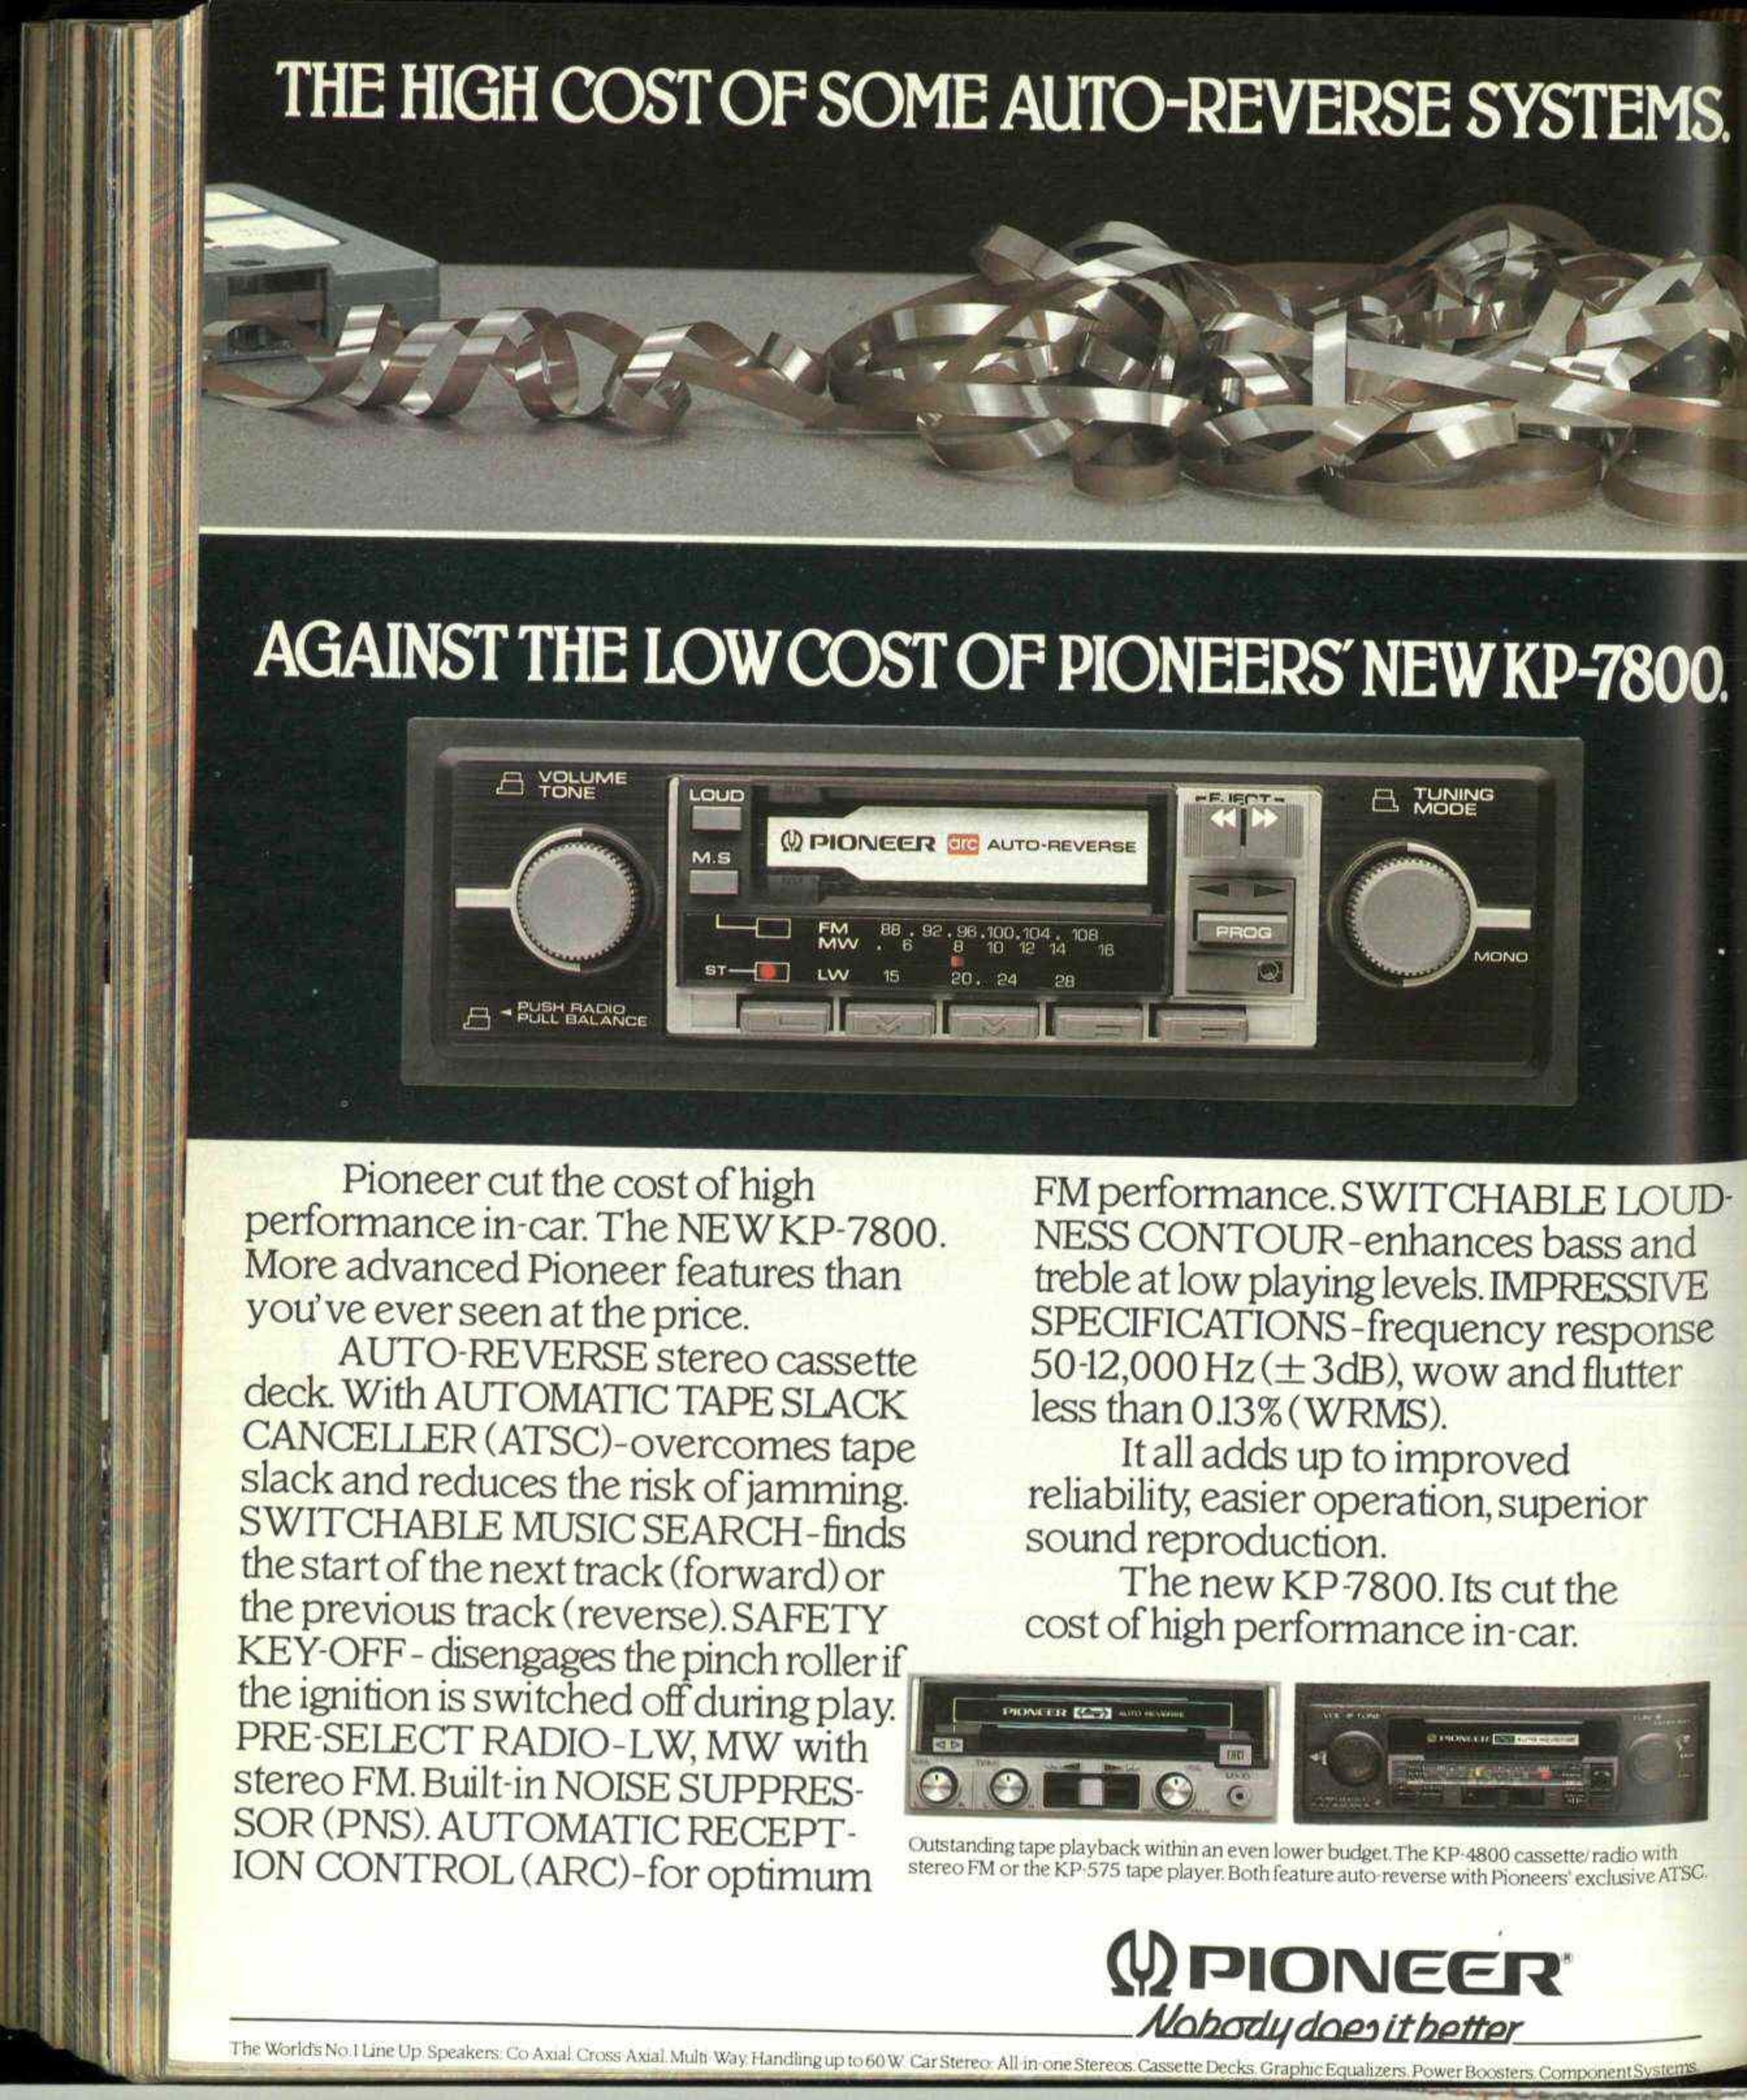 THE HIGH COST OF SOME AUTO-REVERSE SYSTEMS.
AGAINST THE LOW COST OF PIONEERS' NEW KP-7800.
VOLUME
TONE
LOUD
M.S
PIONEER arc AUTO-REVERSE
EJECT
TUNING
MODE
PROG
FM 88 . 92 . 96 . 100 . 104 . 108
MW . 6 8 10 12 14 16
ST LW 15 20 . 24 28
MONO
PUSH RADIO
PULL BALANCE
Pioneer cut the cost of high
performance in-car. The NEW KP-7800.
More advanced Pioneer features than
you've ever seen at the price.
AUTO-REVERSE stereo cassette
deck. With AUTOMATIC TAPE SLACK
CANCELLER (ATSC)-overcomes tape
slack and reduces the risk of jamming.
SWITCHABLE MUSIC SEARCH-finds
the start of the next track (forward) or
the previous track (reverse). SAFETY
KEY-OFF- disengages the pinch roller if
the ignition is switched off during play.
PRE-SELECT RADIO-LW, MW with
stereo FM. Built-in NOISE SUPPRES-
SOR (PNS). AUTOMATIC RECEPT-
ION CONTROL (ARC)-for optimum
FM performance. SWITCHABLE LOUD-
NESS CONTOUR-enhances bass and
treble at low playing levels. IMPRESSIVE
SPECIFICATIONS-frequency response
50-12,000 Hz (±3dB), wow and flutter
less than 0.13% (WRMS).
It all adds up to improved
reliability, easier operation, superior
sound reproduction.
The new KP-7800. Its cut the
cost of high performance in-car.
PIONEER AUTO REVERSE
PIONEER
Outstanding tape playback within an even lower budget. The KP-4800 cassette/radio with
stereo FM or the KP-575 tape player. Both feature auto-reverse with Pioneers' exclusive ATSC.
PIONEER®
Nobody does it better
The World's No.1 Line Up. Speakers: Co Axial. Cross Axial. Multi Way. Handling up to 60 W. Car Stereo: All-in-one Stereos. Cassette Decks. Graphic Equalizers. Power Boosters. Component Systems.